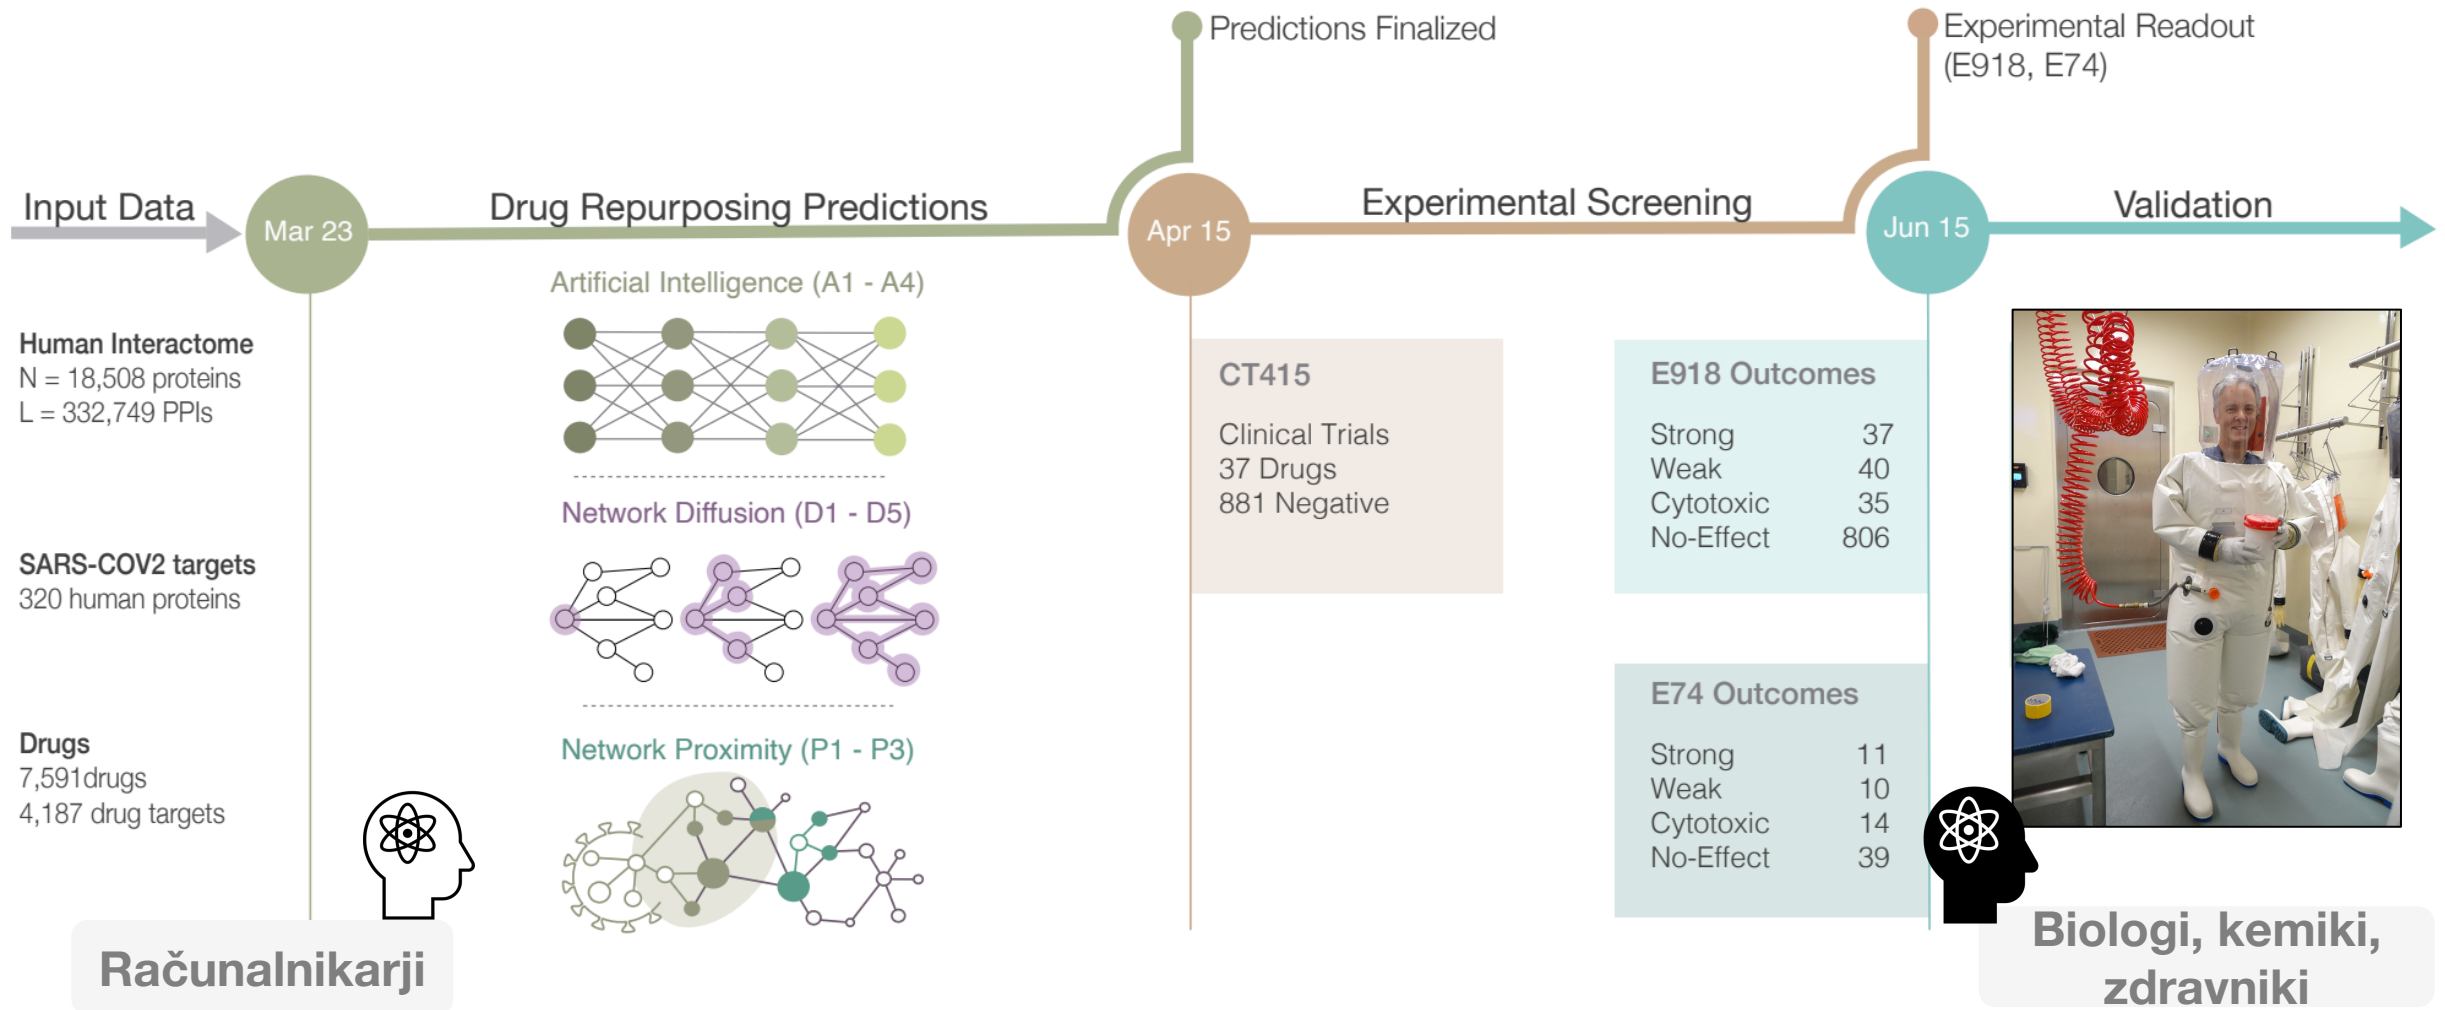 Predictions Finalized
Experimental Readout
(E918, E74)
Input Data
Mar 23
Drug Repurposing Predictions
Apr 15
Experimental Screening
Jun 15
Validation
Human Interactome
N = 18,508 proteins
L = 332,749 PPIs
SARS-COV2 targets
320 human proteins
Drugs
7,591drugs
4,187 drug targets
Artificial Intelligence (A1 - A4)
Network Diffusion (D1 - D5)
Network Proximity (P1 - P3)
CT415
Clinical Trials
37 Drugs
881 Negative
E918 Outcomes
Strong 37
Weak 40
Cytotoxic 35
No-Effect 806
E74 Outcomes
Strong 11
Weak 10
Cytotoxic 14
No-Effect 39
Računalnikarji
Biologi, kemiki,
zdravniki